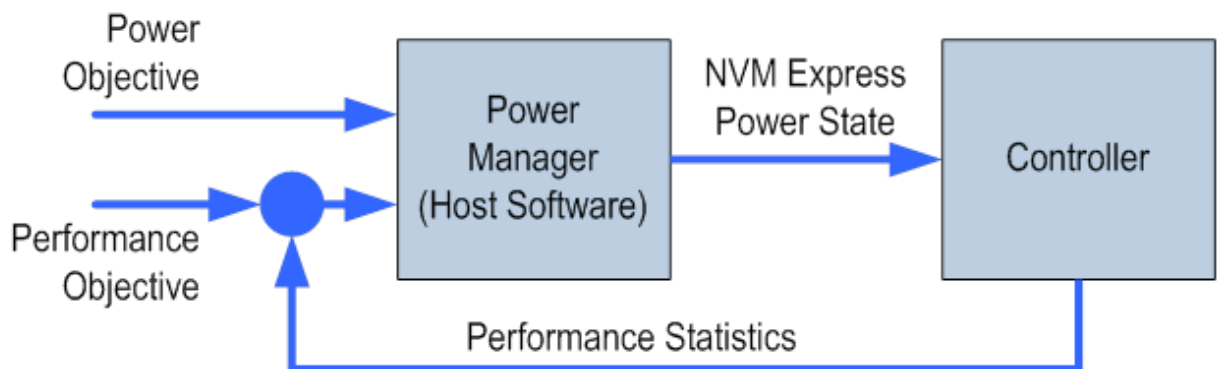 Power
Objective
Performance
Objective
Power
Manager
(Host Software)
NVM Express
Power State
Controller
Performance Statistics